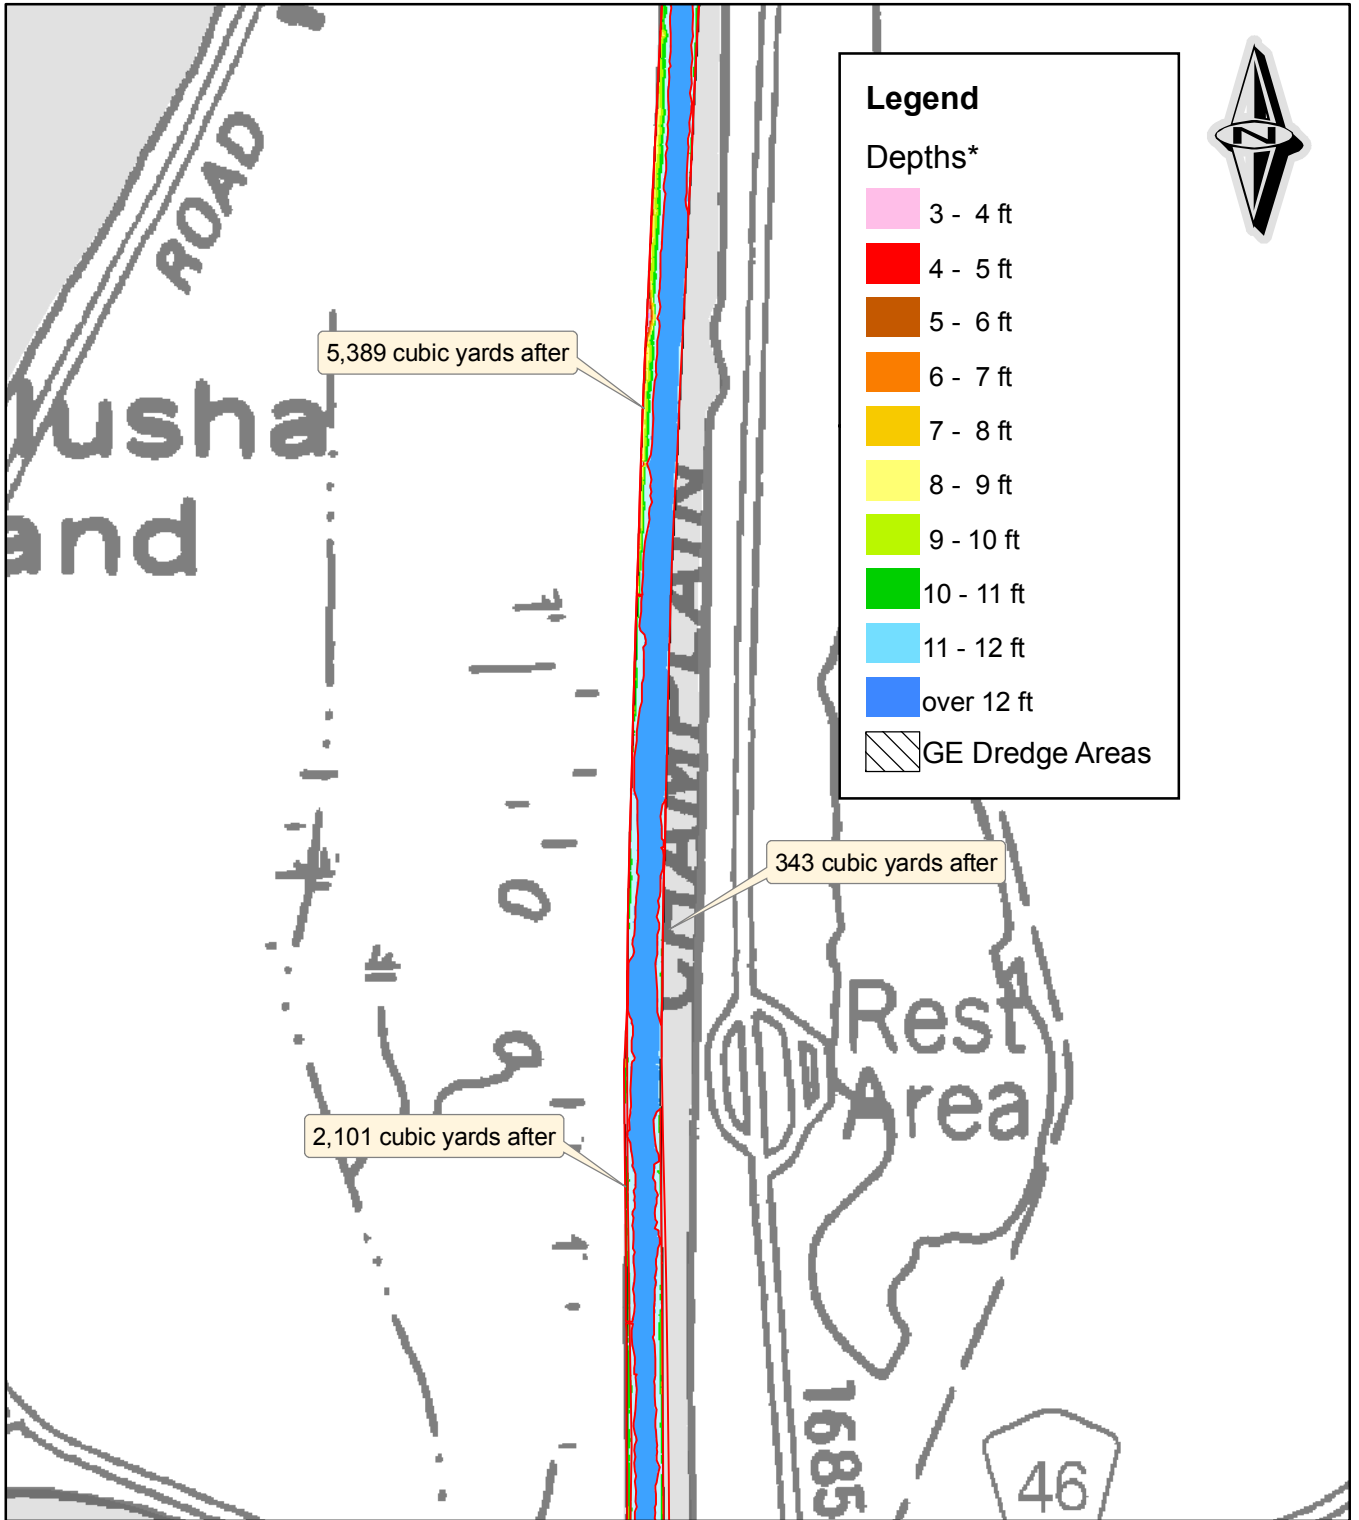 ROAD
Legend
Depths*
3 - 4 ft
4 - 5 ft
5 - 6 ft
6 - 7 ft
7 - 8 ft
8 - 9 ft
9 - 10 ft
10 - 11 ft
11 - 12 ft
over 12 ft
GE Dredge Areas
N
5,389 cubic yards after
lusha
and
CHAMPLAIN
343 cubic yards after
Rest
Area
2,101 cubic yards after
1685
46